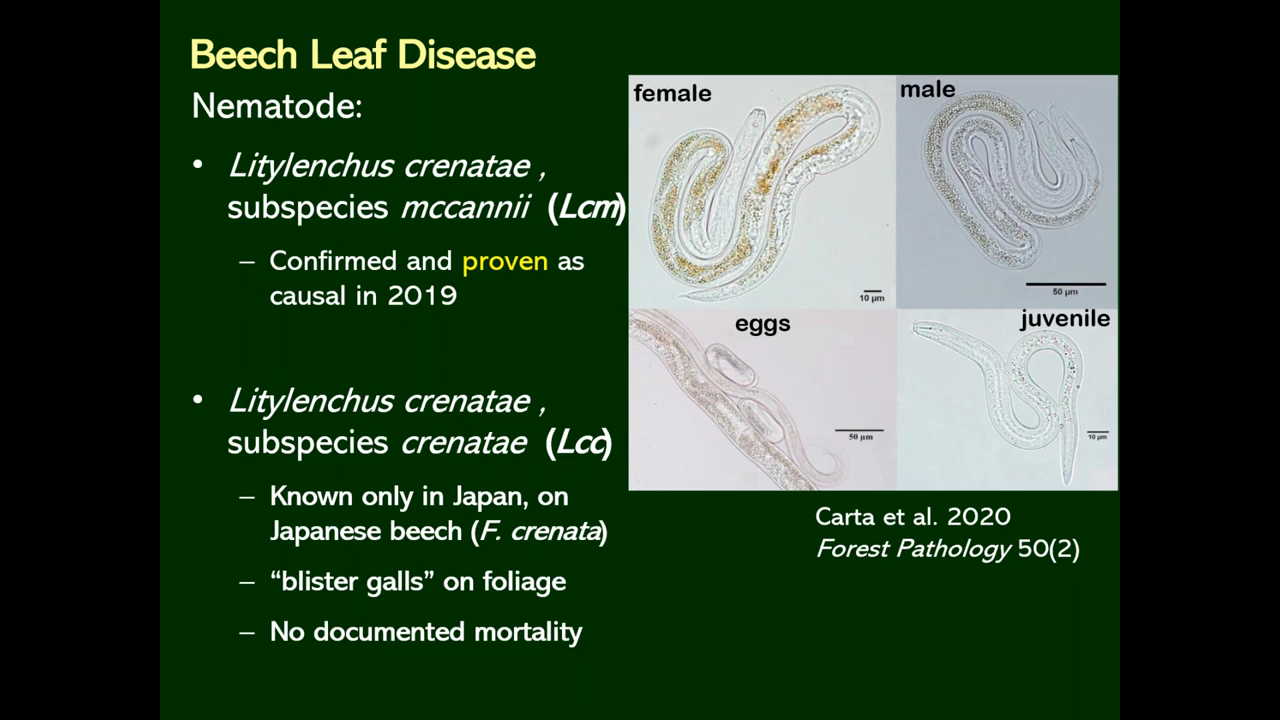 Beech Leaf Disease
Nematode:
• Litylenchus crenatae ,
subspecies mccannii (Lcm)
– Confirmed and proven as
causal in 2019
• Litylenchus crenatae ,
subspecies crenatae (Lcc)
– Known only in Japan, on
Japanese beech (F. crenata)
– “blister galls” on foliage
– No documented mortality
female
10 µm
male
50 µm
eggs
50 µm
juvenile
10 µm
Carta et al. 2020
Forest Pathology 50(2)